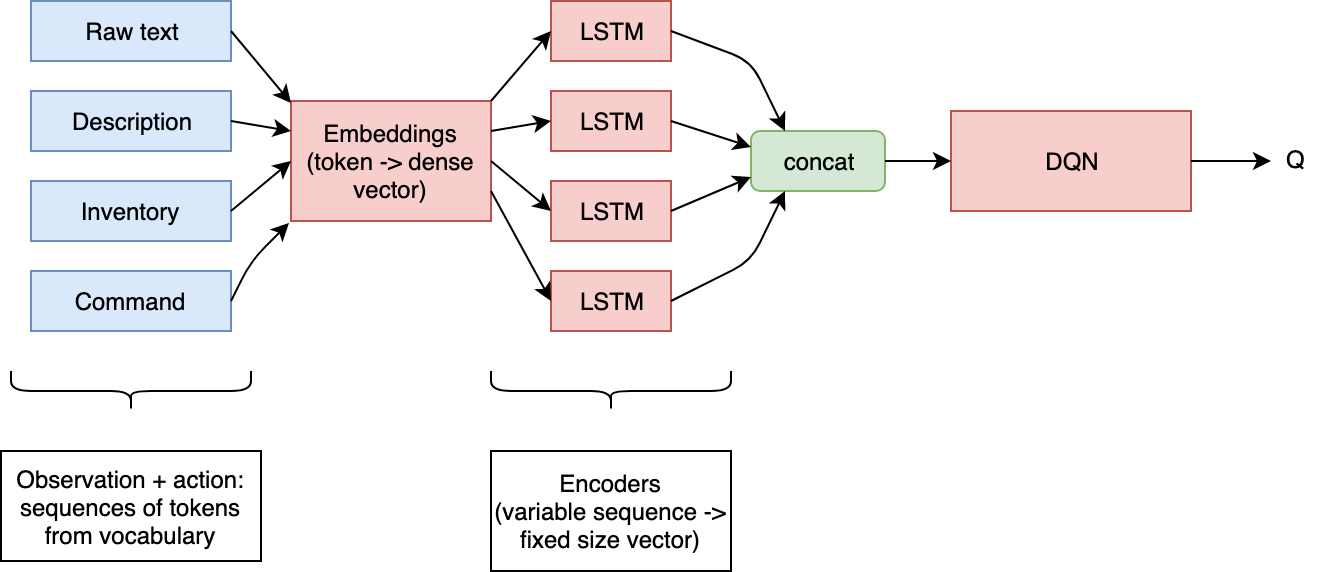 Raw text
Description
Inventory
Command
Embeddings
(token -> dense
vector)
LSTM
LSTM
LSTM
LSTM
concat
DQN
Q
Observation + action:
sequences of tokens
from vocabulary
Encoders
(variable sequence ->
fixed size vector)